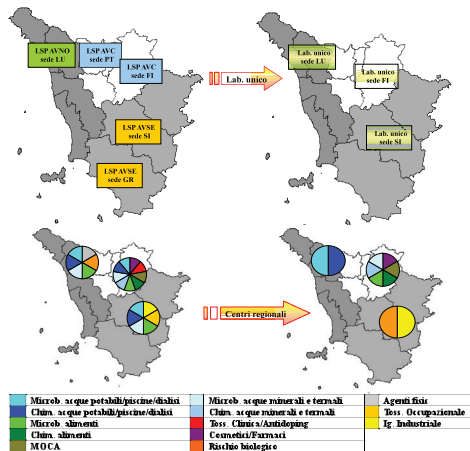 LSP AVNO
sede LU
LSP AVC
sede PT
LSP AVC
sede FI
LSP AVSE
sede SI
LSP AVSE
sede GR
Lab. unico
Lab. unico
sede LU
Lab. unico
sede FI
Lab. unico
sede SI
Centri regionali
Microb. acque potabili/piscine/dialisi
Chim. acque potabili/piscine/dialisi
Microb. alimenti
Chim. alimenti
MOCA
Microb. acque minerali e termali
Chim. acque minerali e termali
Toss. Clinica/Antidoping
Cosmetici/Farmaci
Rischio biologico
Agenti fisic
Toss. Occupazionale
Ig. Industriale